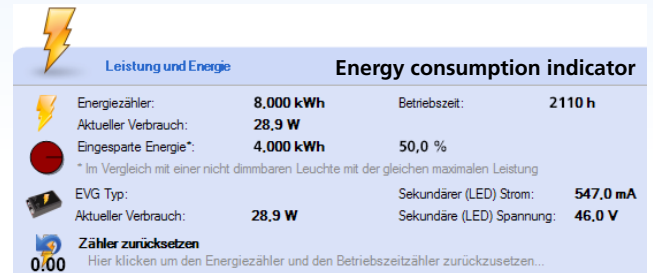 Leistung und Energie Energy consumption indicator
Energiezähler: 8,000 kWh Betriebszeit: 2110 h
Aktueller Verbrauch: 28,9 W
Eingesparte Energie*: 4,000 kWh 50,0 %
* Im Vergleich mit einer nicht dimmbaren Leuchte mit der gleichen maximalen Leistung
EVG Typ: Sekundärer (LED) Strom: 547,0 mA
Aktueller Verbrauch: 28,9 W Sekundäre (LED) Spannung: 46,0 V
Zähler zurücksetzen
0.00 Hier klicken um den Energiezähler und den Betriebszeitzähler zurückzusetzen...